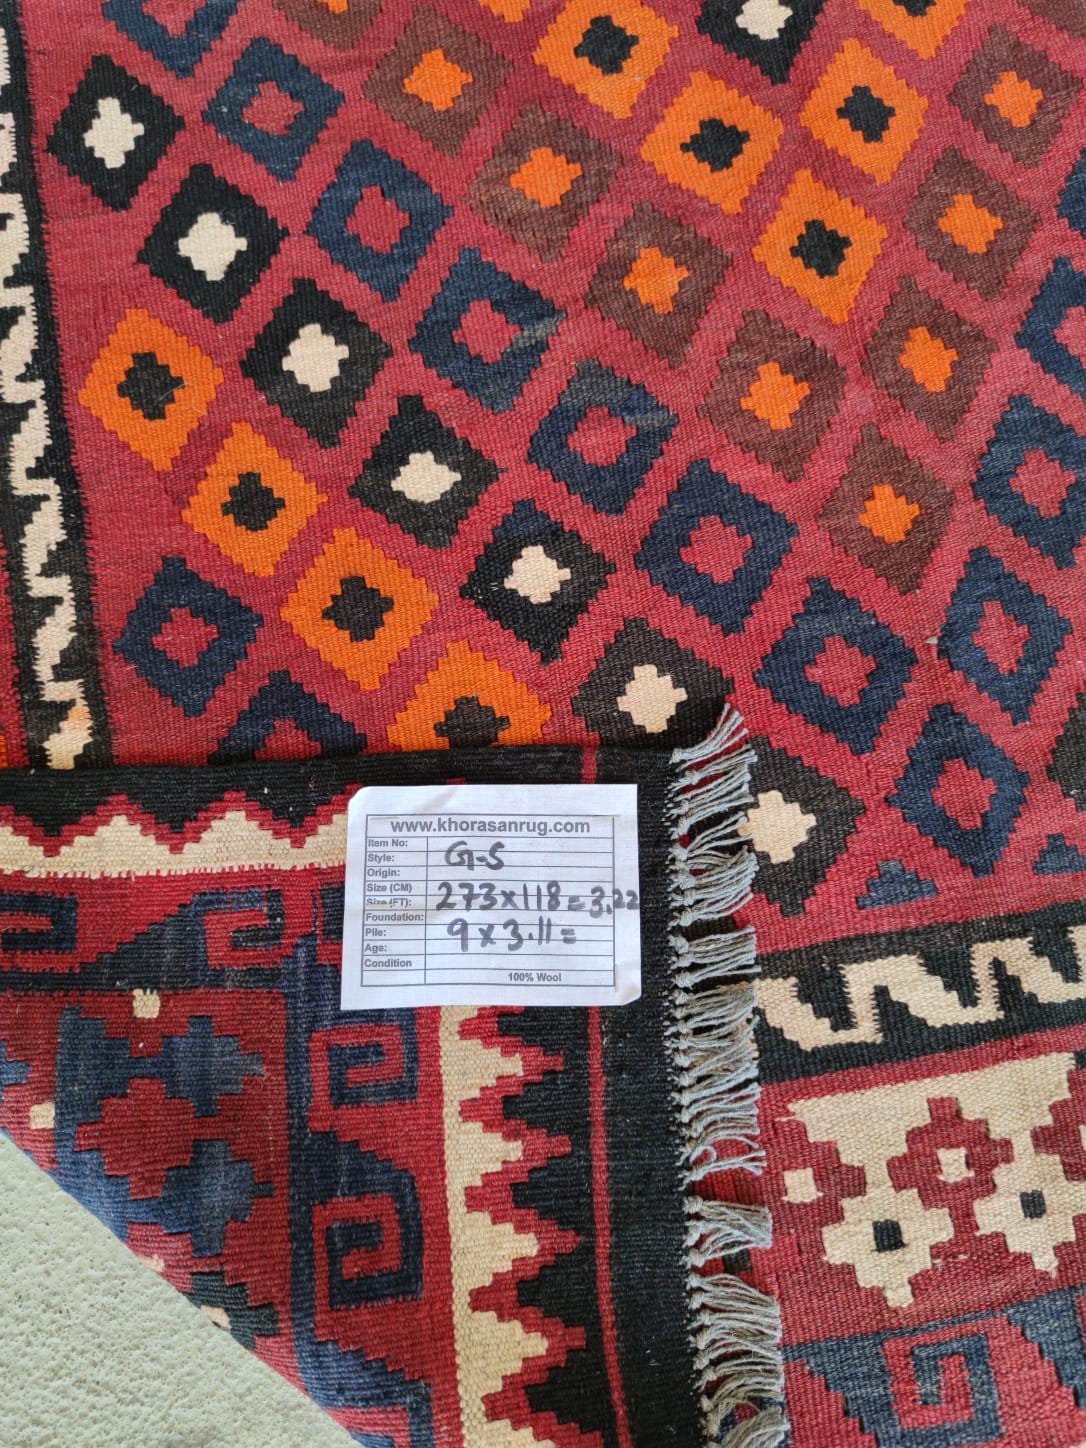 www.khorasanrug.com
Item No:
Style: G-S
Origin:
Size (CM) 273x118=3.22
Size (FT):
Foundation:
Pile: 9x3.11=
Age:
Condition
100% Wool